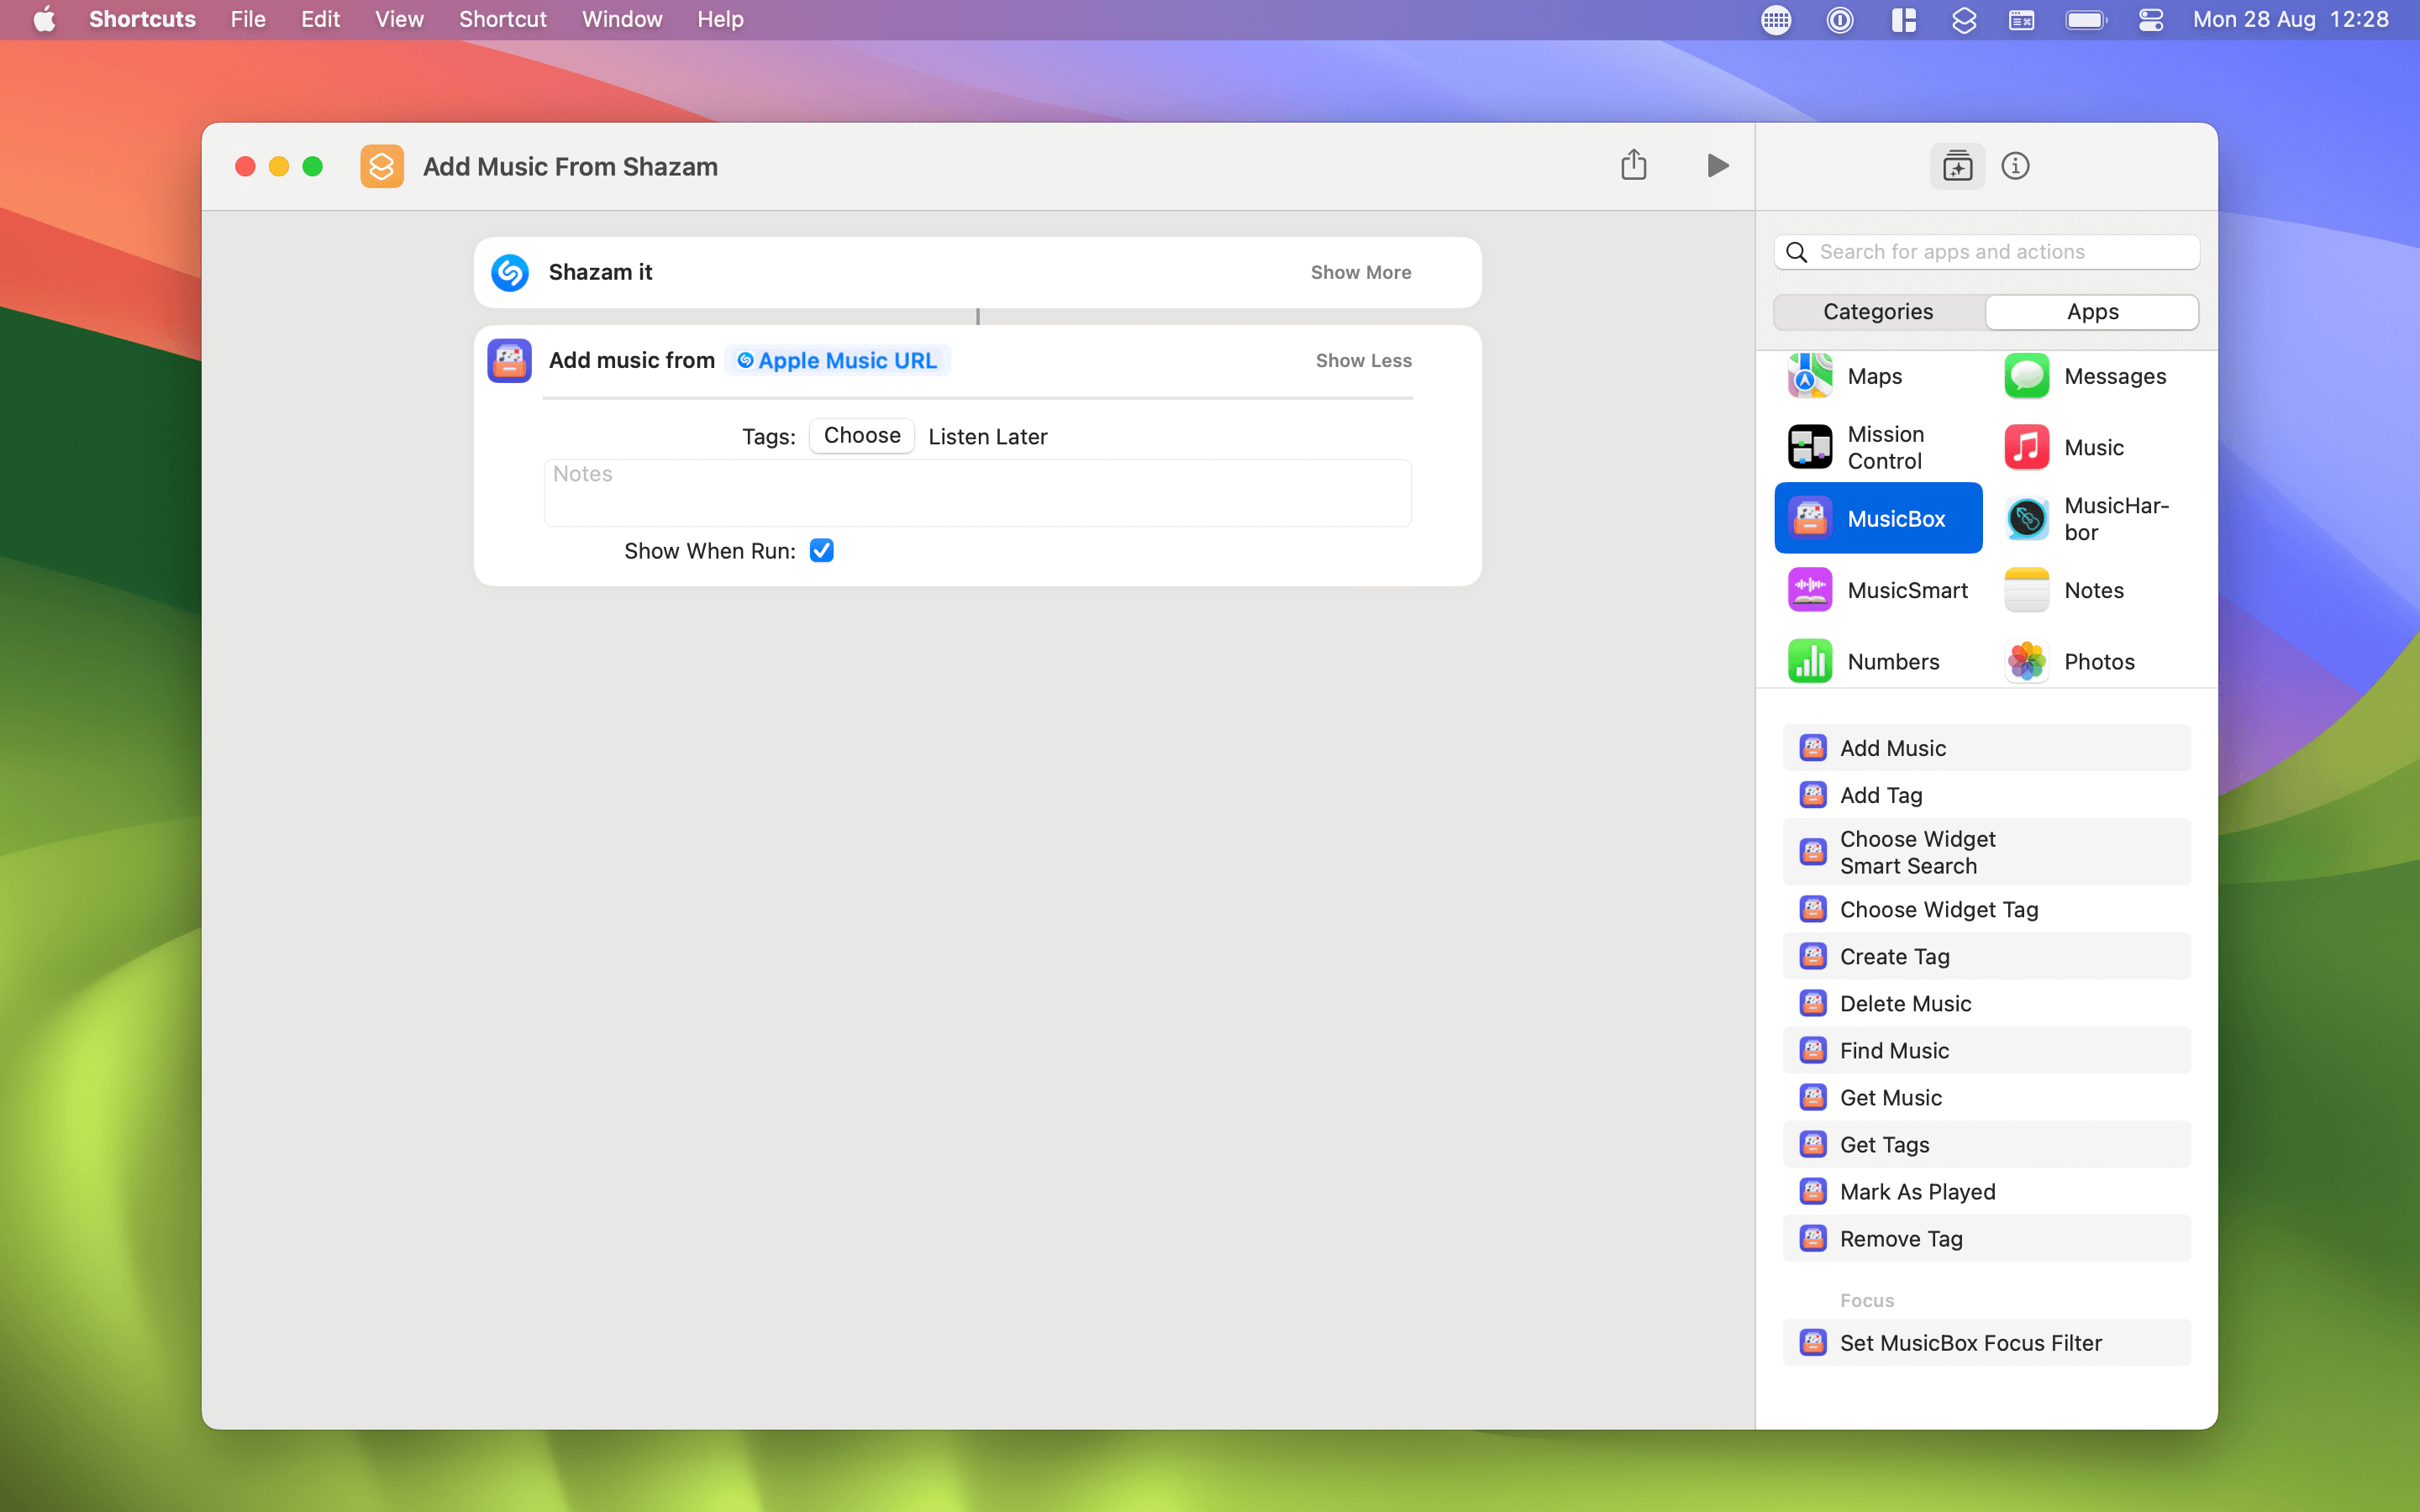 Shortcuts File Edit View Shortcut Window Help Mon 28 Aug 12:28
Add Music From Shazam
Shazam it Show More
Add music from Apple Music URL Show Less
Tags: Choose Listen Later
Notes
Show When Run:
Search for apps and actions
Categories Apps
Maps Messages
Mission
Control
Music
MusicBox
MusicHar-
bor
MusicSmart Notes
Numbers Photos
Add Music
Add Tag
Choose Widget
Smart Search
Choose Widget Tag
Create Tag
Delete Music
Find Music
Get Music
Get Tags
Mark As Played
Remove Tag
Focus
Set MusicBox Focus Filter